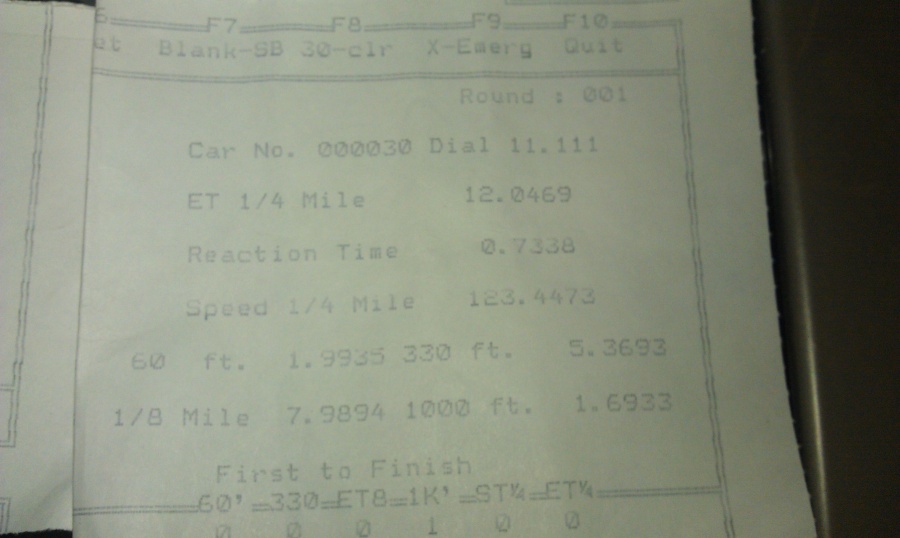 6 F7 F8 F9 F10
et Blank-SB 30-clr X-Emerg Quit
Round : 001
Car No. 000030 Dial 11.111
ET 1/4 Mile 12.0469
Reaction Time 0.7338
Speed 1/4 Mile 123.4473
60 ft. 1.9935 330 ft. 5.3693
1/8 Mile 7.9894 1000 ft. 1.6933
First to Finish
60' 330 ET8 1K' ST¼ ET¼
0 0 0 1 0 0